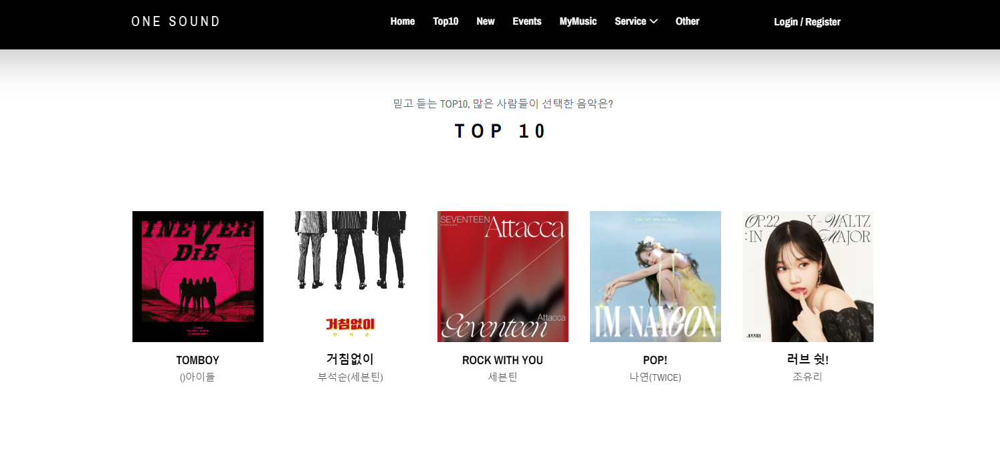 ONE SOUND
Home Top10 New Events MyMusic Service Other
Login / Register
믿고 듣는 TOP10, 많은 사람들이 선택한 음악은?
TOP 10
I NEVER
DIE
거침없이
부 석 순
SEVENTEEN
Attacca
Attacca
Seventeen
THE 1ST MINI ALBUM
IM NAYEON
OP.22 Y-WALTZ
: IN MAJOR
JOYURI
TOMBOY
()아이들
거침없이
부석순(세븐틴)
ROCK WITH YOU
세븐틴
POP!
나연(TWICE)
러브 쉿!
조유리